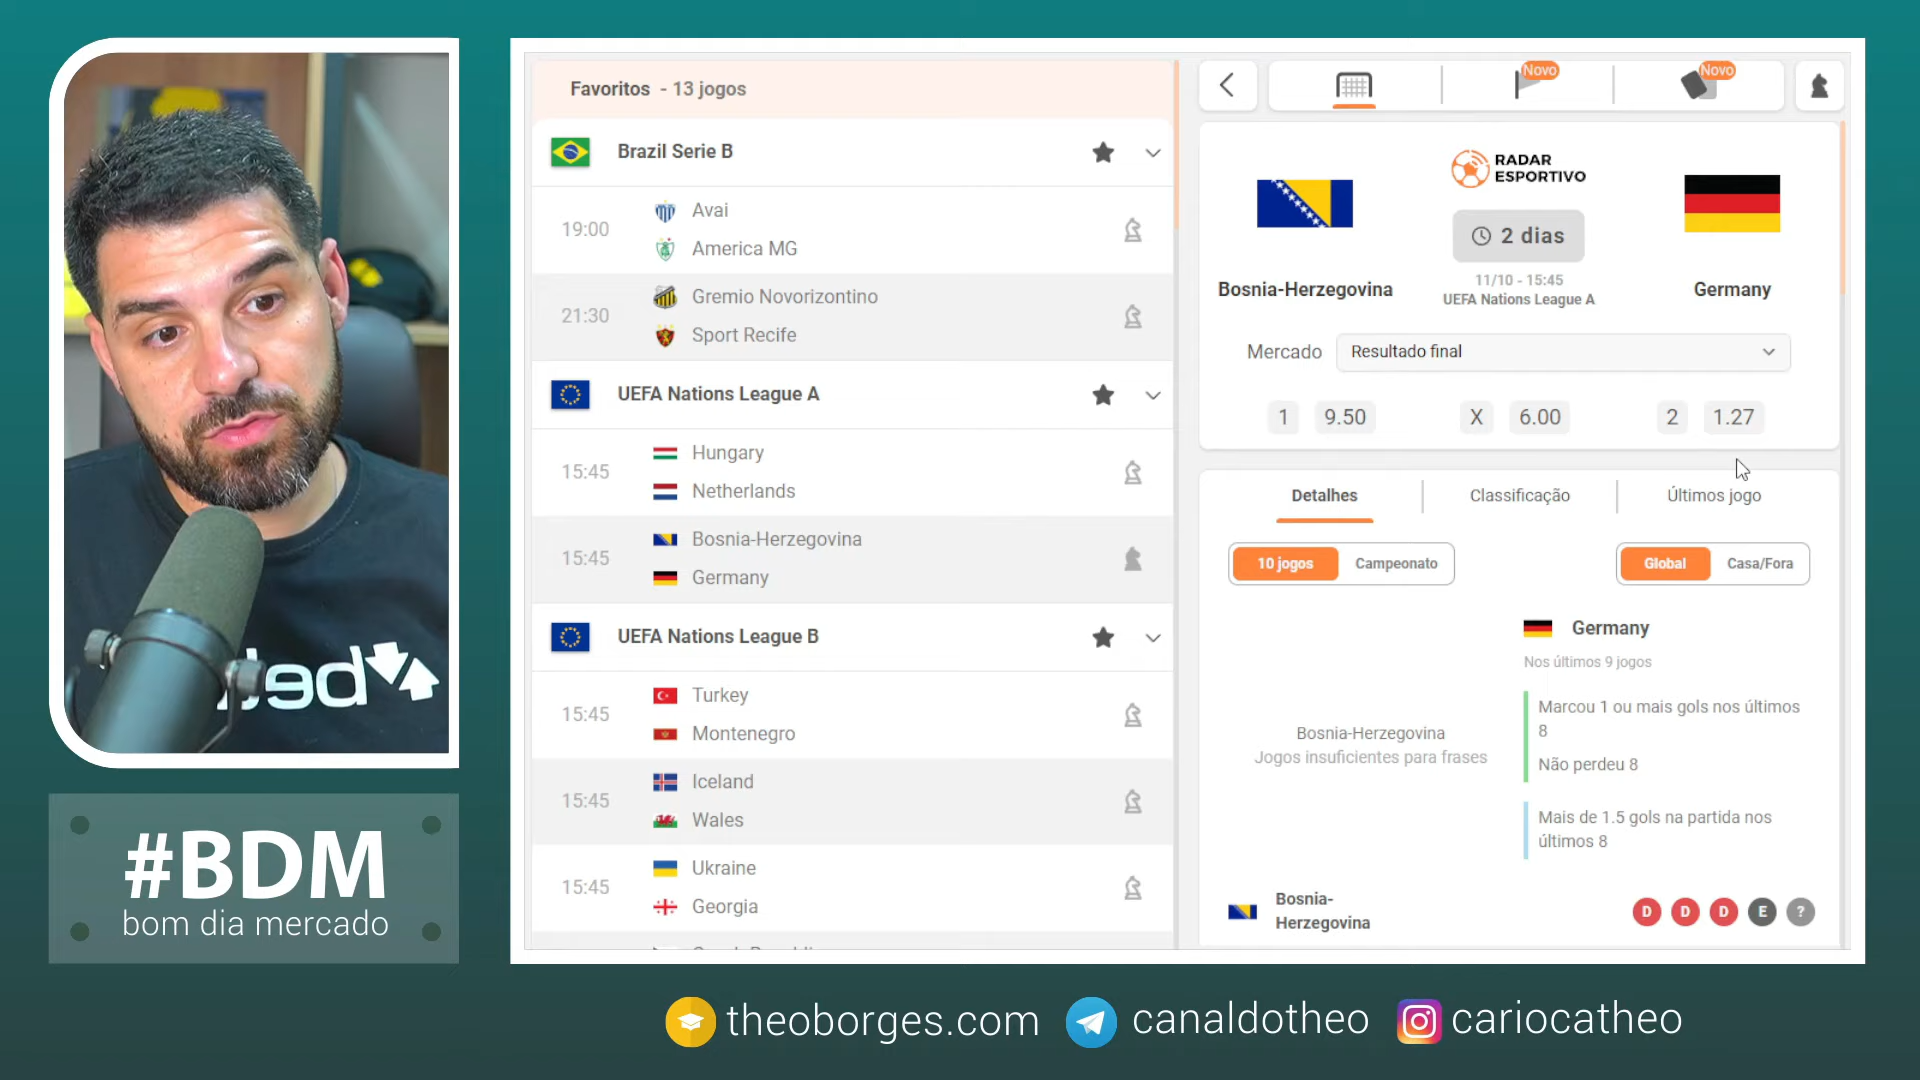 Favoritos - 13 jogos
Brazil Serie B
19:00
Avai
America MG
21:30
Gremio Novorizontino
Sport Recife
UEFA Nations League A
15:45
Hungary
Netherlands
15:45
Bosnia-Herzegovina
Germany
UEFA Nations League B
15:45
Turkey
Montenegro
15:45
Iceland
Wales
15:45
Ukraine
Georgia
Novo
Novo
RADAR
ESPORTIVO
2 dias
11/10 - 15:45
UEFA Nations League A
Bosnia-Herzegovina
Germany
Mercado
Resultado final
1 9.50
X 6.00
2 1.27
Detalhes
Classificação
Últimos jogo
10 jogos
Campeonato
Global
Casa/Fora
Bosnia-Herzegovina
Jogos insuficientes para frases
Germany
Nos últimos 9 jogos
Marcou 1 ou mais gols nos últimos
8
Não perdeu 8
Mais de 1.5 gols na partida nos
últimos 8
Bosnia-
Herzegovina
D D D E ?
bet
#BDM
bom dia mercado
theoborges.com
canaldotheo
cariocatheo